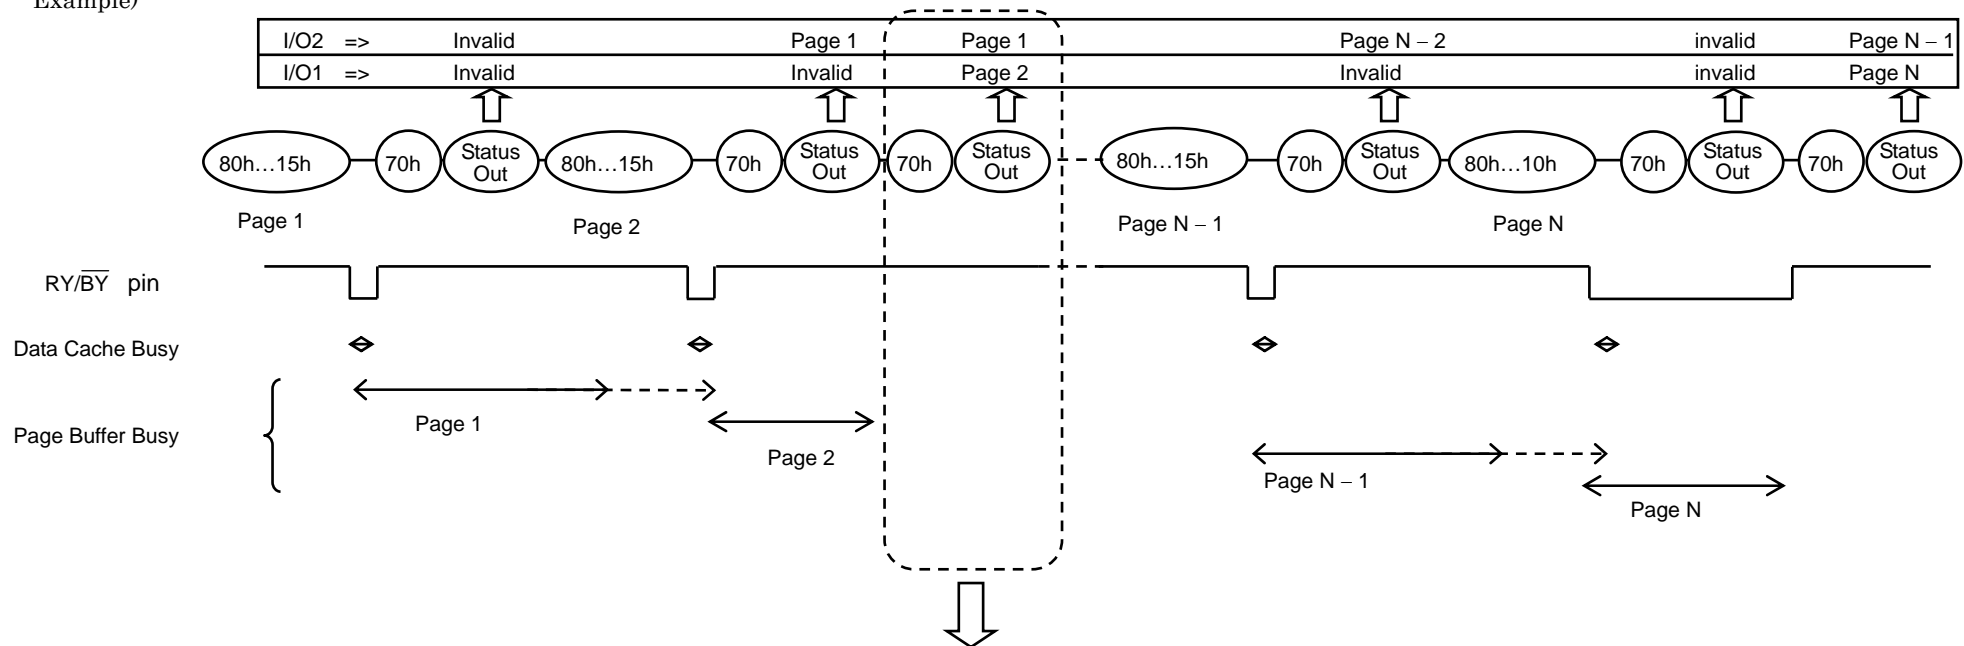 Example)
I/O2 => Invalid Page 1 Page 1 Page N – 2 invalid Page N – 1
I/O1 => Invalid Invalid Page 2 Invalid invalid Page N
80h…15h 70h Status Out 80h…15h 70h Status Out 70h Status Out 80h…15h 70h Status Out 80h…10h 70h Status Out 70h Status Out
Page 1 Page 2 Page N – 1 Page N
RY/B̅Y̅ pin
Data Cache Busy
Page Buffer Busy
Page 1
Page 2
Page N – 1
Page N